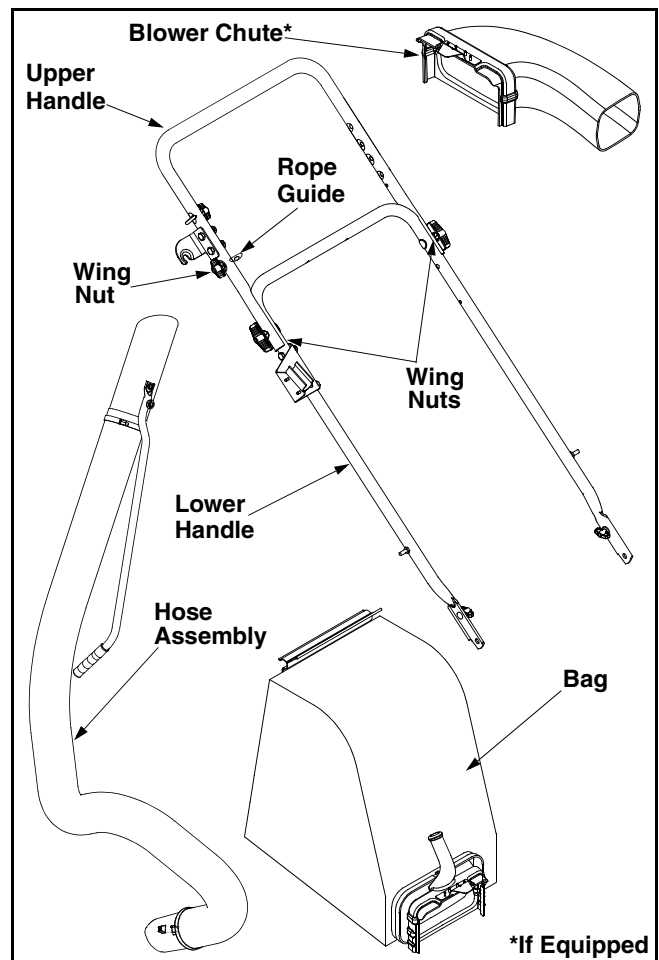 Blower Chute*
Upper
Handle
Rope
Guide
Wing
Nut
Wing
Nuts
Lower
Handle
Hose
Assembly
Bag
*If Equipped